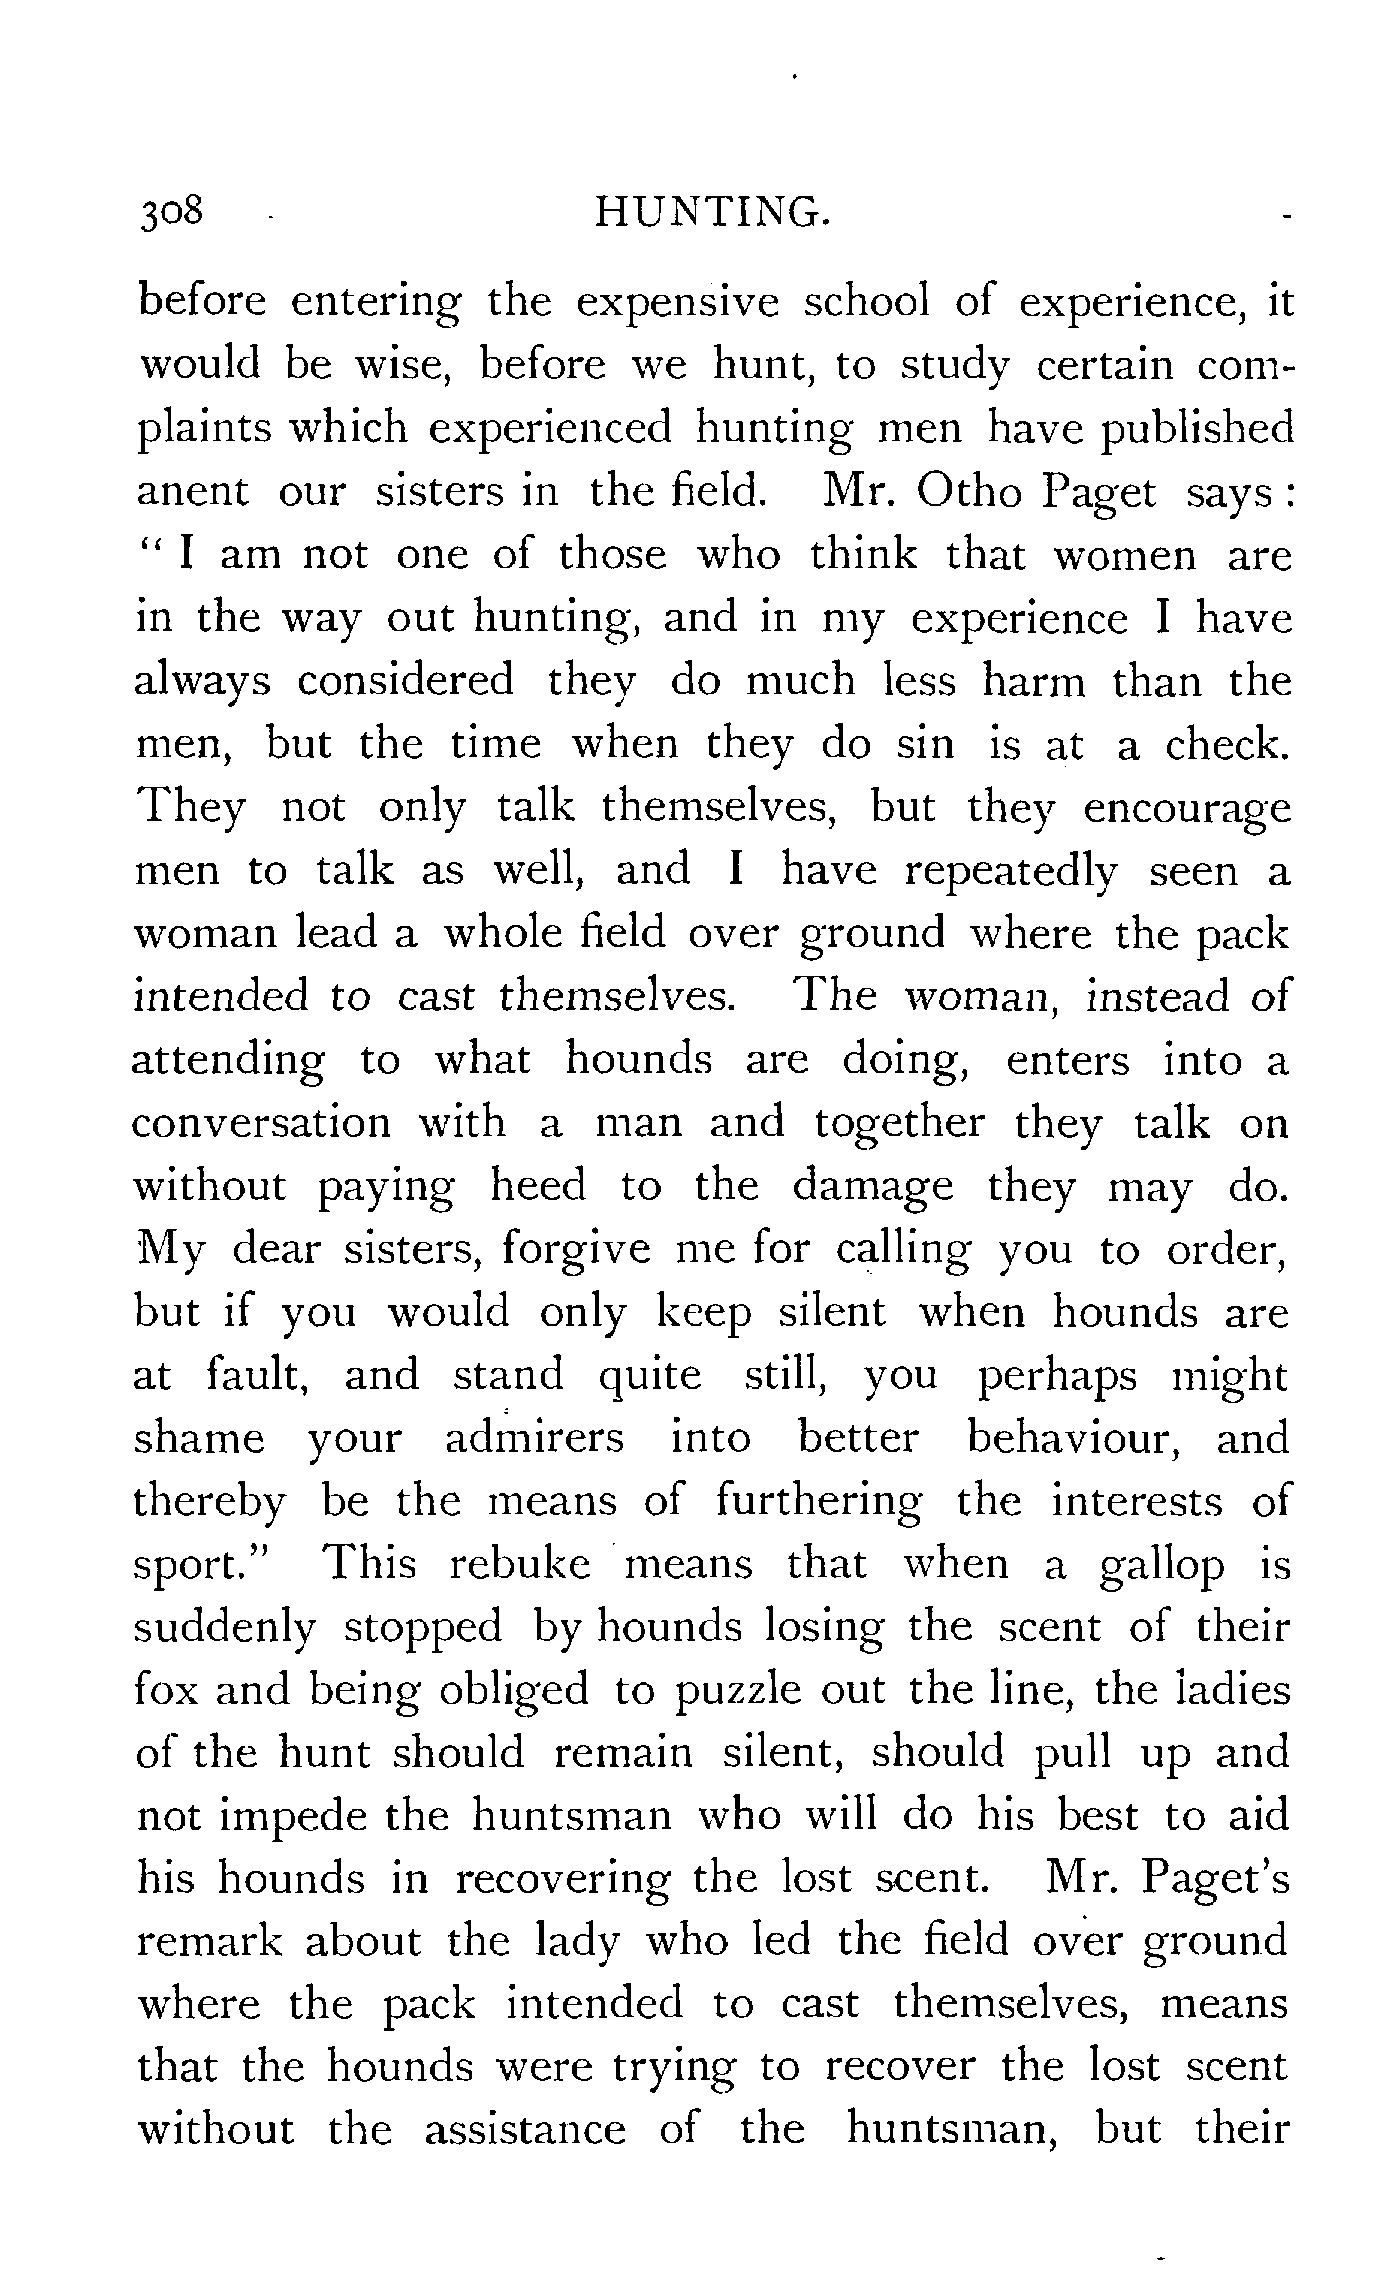 308 HUNTING.
before entering the expensive school of experience, it
would be wise, before we hunt, to study certain com-
plaints which experienced hunting men have published
anent our sisters in the field. Mr. Otho Paget says :
“ I am not one of those who think that women are
in the way out hunting, and in my experience I have
always considered they do much less harm than the
men, but the time when they do sin is at a check.
They not only talk themselves, but they encourage
men to talk as well, and I have repeatedly seen a
woman lead a whole field over ground where the pack
intended to cast themselves. The woman, instead of
attending to what hounds are doing, enters into a
conversation with a man and together they talk on
without paying heed to the damage they may do.
My dear sisters, forgive me for calling you to order,
but if you would only keep silent when hounds are
at fault, and stand quite still, you perhaps might
shame your admirers into better behaviour, and
thereby be the means of furthering the interests of
sport.” This rebuke means that when a gallop is
suddenly stopped by hounds losing the scent of their
fox and being obliged to puzzle out the line, the ladies
of the hunt should remain silent, should pull up and
not impede the huntsman who will do his best to aid
his hounds in recovering the lost scent. Mr. Paget’s
remark about the lady who led the field over ground
where the pack intended to cast themselves, means
that the hounds were trying to recover the lost scent
without the assistance of the huntsman, but their